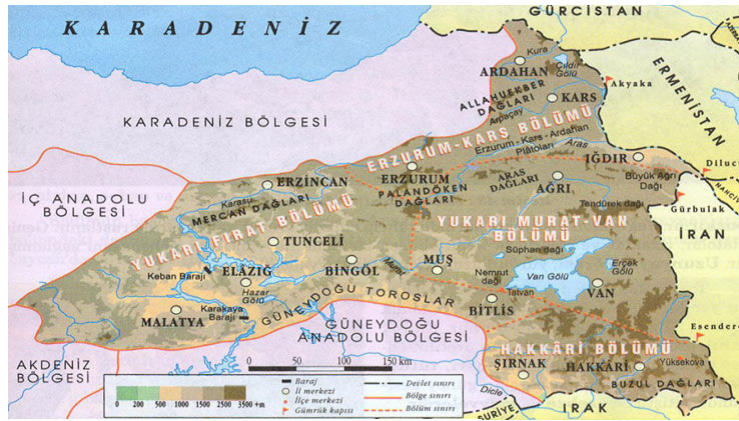 KARADENİZ
GÜRCİSTAN
ERMENİSTAN
Kura
Çıldır
Gölü
ARDAHAN
Akyaka
ALLAHUEKBER
DAĞLARI
KARS
Arpaçay
KARADENİZ BÖLGESİ
ERZURUM-KARS BÖLÜMÜ
Erzurum - Kars - Ardahan
Platoları
Aras
IĞDIR
Dilucu
Büyük Ağrı
Dağı
ERZİNCAN
ERZURUM
PALANDÖKEN
DAĞLARI
ARAS
DAĞLARI
AĞRI
Gürbulak
İÇ ANADOLU
BÖLGESİ
Karasu
MERCAN DAĞLARI
Tendürek dağı
YUKARI FIRAT BÖLÜMÜ
YUKARI MURAT-VAN
BÖLÜMÜ
İRAN
TUNCELİ
Süphan dağı
Erçek
Gölü
Keban Barajı
ELAZIĞ
BİNGÖL
Murat
MUŞ
Nemrut
dağı
Van Gölü
VAN
Hazar
Gölü
Tatvan
BİTLİS
Karakaya
Barajı
MALATYA
GÜNEYDOĞU TOROSLAR
GÜNEYDOĞU
ANADOLU BÖLGESİ
Esendere
HAKKÂRİ BÖLÜMÜ
AKDENİZ
BÖLGESİ
0 50 100 150 km
ŞIRNAK
HAKKÂRİ
Yüksekova
BUZUL DAĞLARI
Dicle
SURİYE
IRAK
0 200 500 1000 1500 2000 3500 +m
Baraj
İl merkezi
İlçe merkezi
Gümrük kapısı
Devlet sınırı
Bölge sınırı
Bölüm sınırı